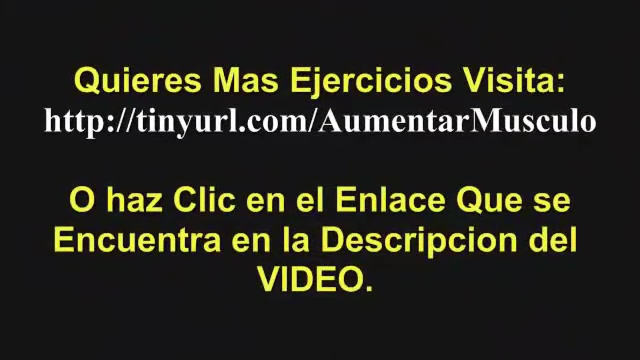 Quieres Mas Ejercicios Visita:
http://tinyurl.com/AumentarMusculo
O haz Clic en el Enlace Que se
Encuentra en la Descripcion del
VIDEO.